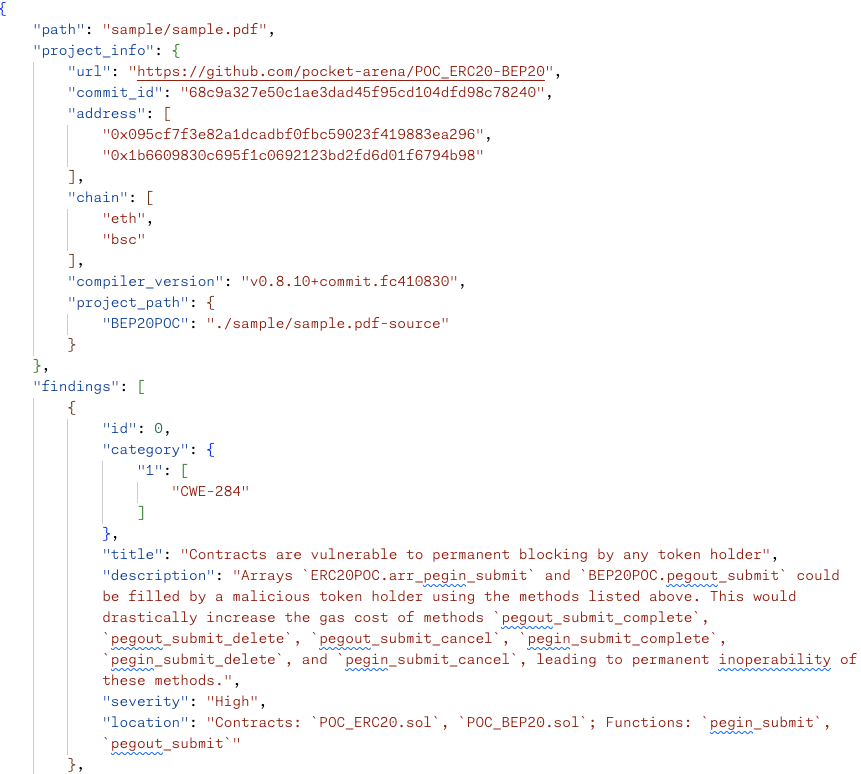 {
"path": "sample/sample.pdf",
"project_info": {
"url": "https://github.com/pocket-arena/POC_ERC20-BEP20",
"commit_id": "68c9a327e50c1ae3dad45f95cd104dfd98c78240",
"address": [
"0x095cf7f3e82a1dcadbf0fbc59023f419883ea296",
"0x1b6609830c695f1c0692123bd2fd6d01f6794b98"
],
"chain": [
"eth",
"bsc"
],
"compiler_version": "v0.8.10+commit.fc410830",
"project_path": {
"BEP20POC": "./sample/sample.pdf-source"
}
},
"findings": [
{
"id": 0,
"category": {
"1": [
"CWE-284"
]
},
"title": "Contracts are vulnerable to permanent blocking by any token holder",
"description": "Arrays `ERC20POC.arr_pegin_submit` and `BEP20POC.pegout_submit` could
be filled by a malicious token holder using the methods listed above. This would
drastically increase the gas cost of methods `pegout_submit_complete`,
`pegout_submit_delete`, `pegout_submit_cancel`, `pegin_submit_complete`,
`pegin_submit_delete`, and `pegin_submit_cancel`, leading to permanent inoperability of
these methods.",
"severity": "High",
"location": "Contracts: `POC_ERC20.sol`, `POC_BEP20.sol`; Functions: `pegin_submit`,
`pegout_submit`"
},